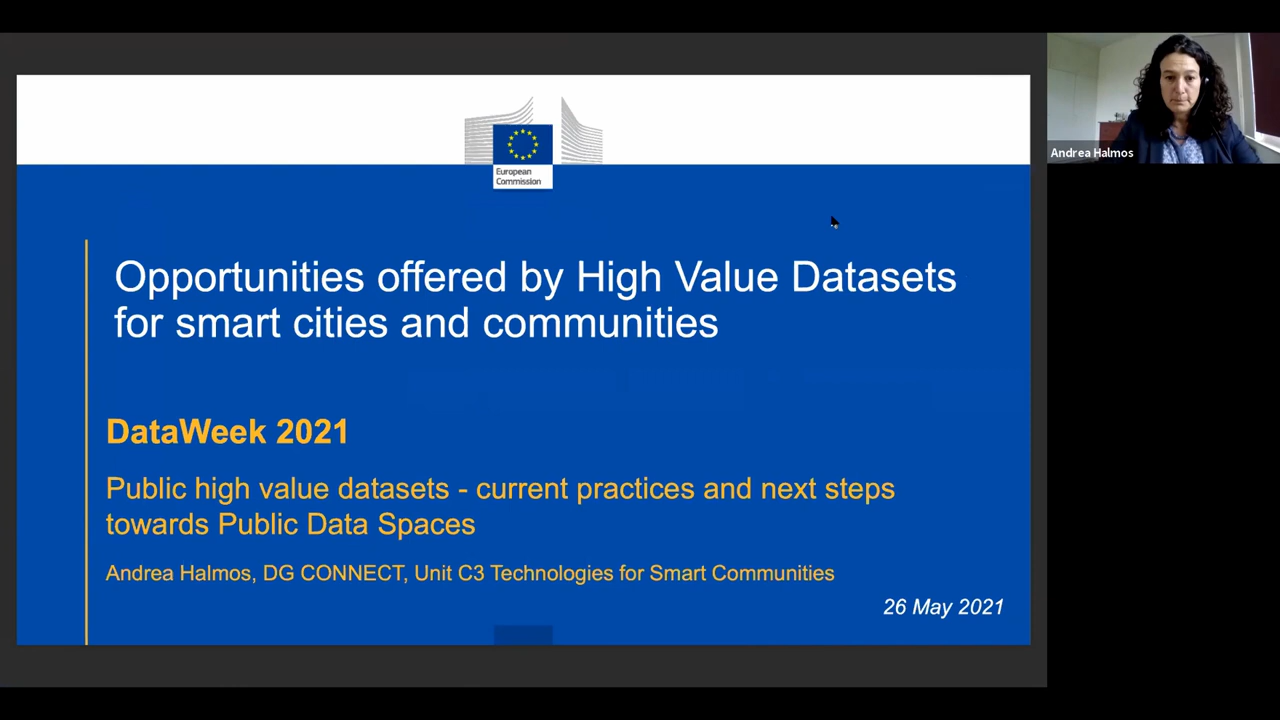 European
Commission
Andrea Halmos
Opportunities offered by High Value Datasets
for smart cities and communities
DataWeek 2021
Public high value datasets - current practices and next steps
towards Public Data Spaces
Andrea Halmos, DG CONNECT, Unit C3 Technologies for Smart Communities
26 May 2021